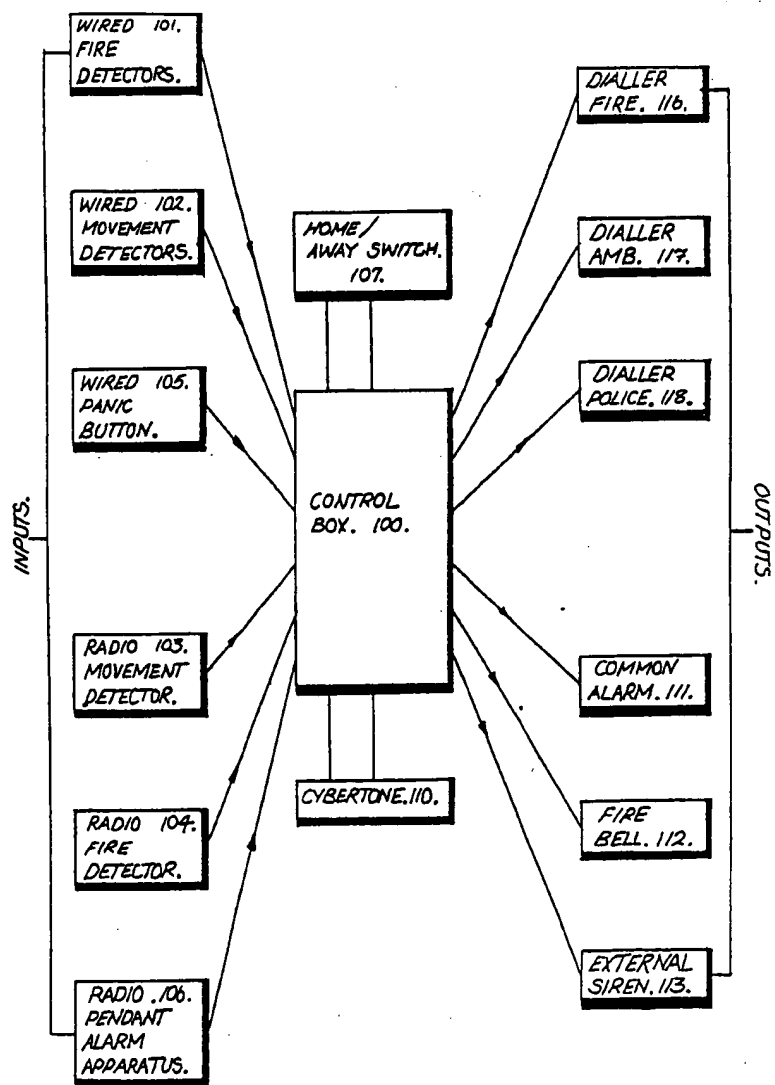 WIRED 101.
FIRE
DETECTORS.
WIRED 102.
MOVEMENT
DETECTORS.
WIRED 105.
PANIC
BUTTON.
INPUTS.
RADIO 103.
MOVEMENT
DETECTOR.
RADIO 104.
FIRE
DETECTOR.
RADIO .106.
PENDANT
ALARM
APPARATUS.
HOME/
AWAY SWITCH.
107.
CONTROL
BOX. 100.
CYBERTONE.110.
DIALLER
FIRE. 116.
DIALLER
AMB. 117.
DIALLER
POLICE. 118.
OUTPUTS.
COMMON
ALARM. 111.
FIRE
BELL. 112.
EXTERNAL
SIREN. 113.